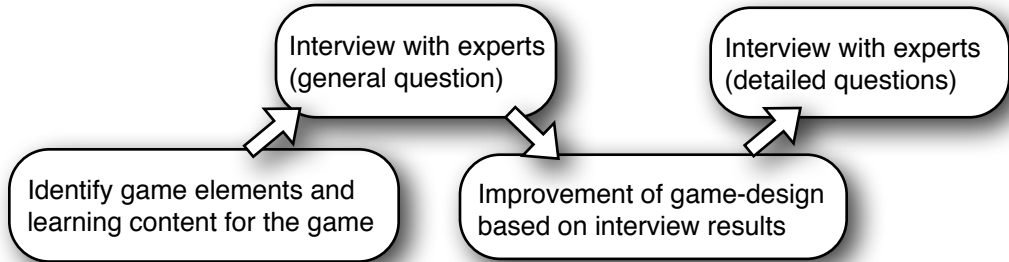 Interview with experts
(general question)
Interview with experts
(detailed questions)
Identify game elements and
learning content for the game
Improvement of game-design
based on interview results